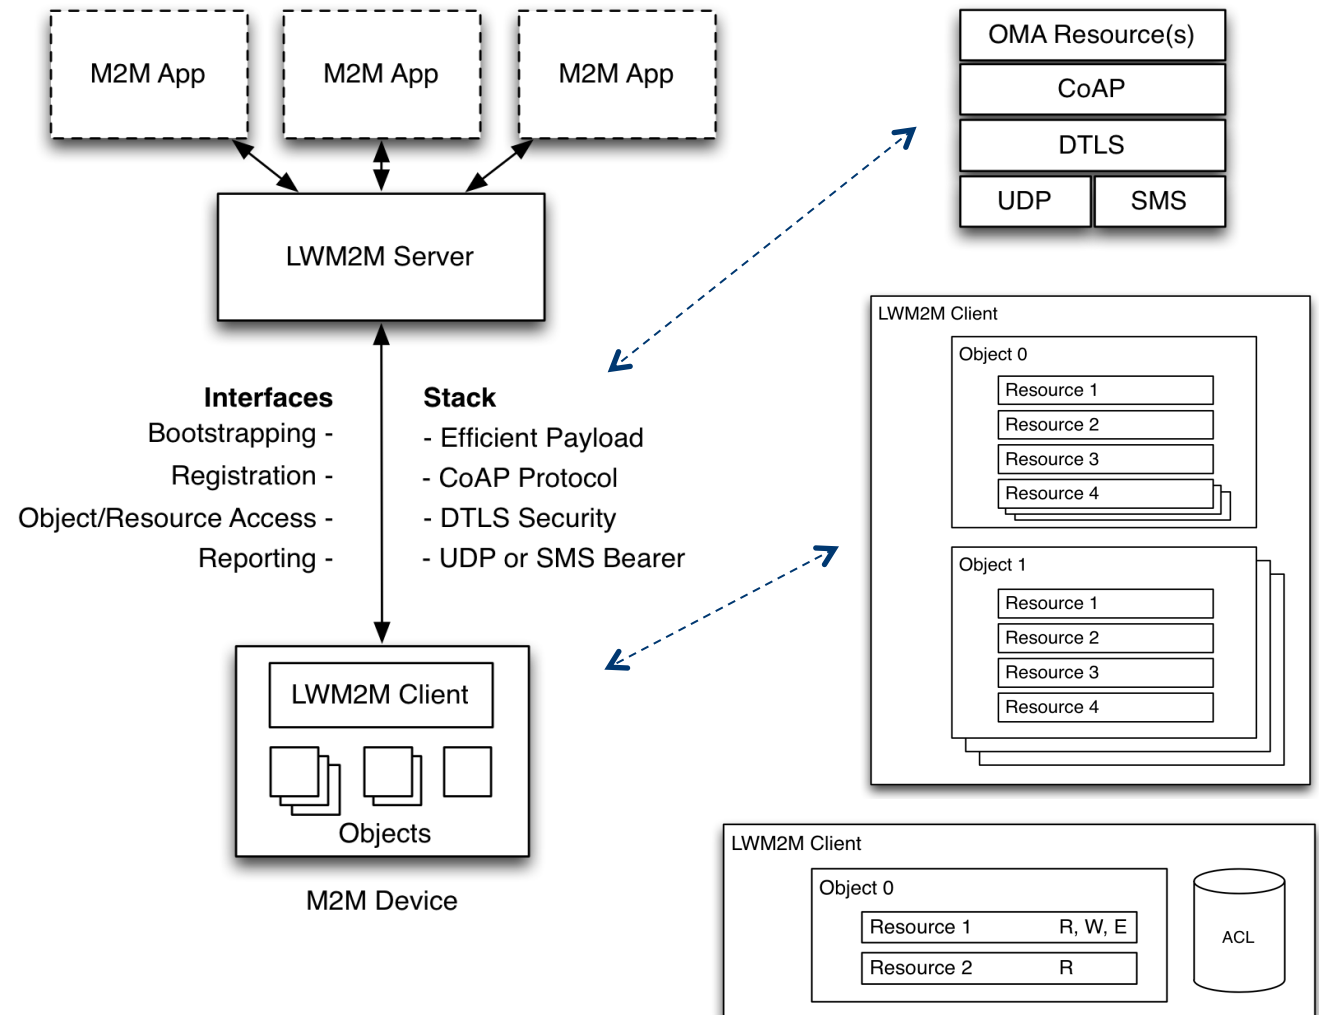 M2M App
M2M App
M2M App
LWM2M Server
Interfaces
Bootstrapping -
Registration -
Object/Resource Access -
Reporting -
Stack
- Efficient Payload
- CoAP Protocol
- DTLS Security
- UDP or SMS Bearer
LWM2M Client
Objects
M2M Device
OMA Resource(s)
CoAP
DTLS
UDP
SMS
LWM2M Client
Object 0
Resource 1
Resource 2
Resource 3
Resource 4
Object 1
Resource 1
Resource 2
Resource 3
Resource 4
LWM2M Client
Object 0
Resource 1 R, W, E
Resource 2 R
ACL